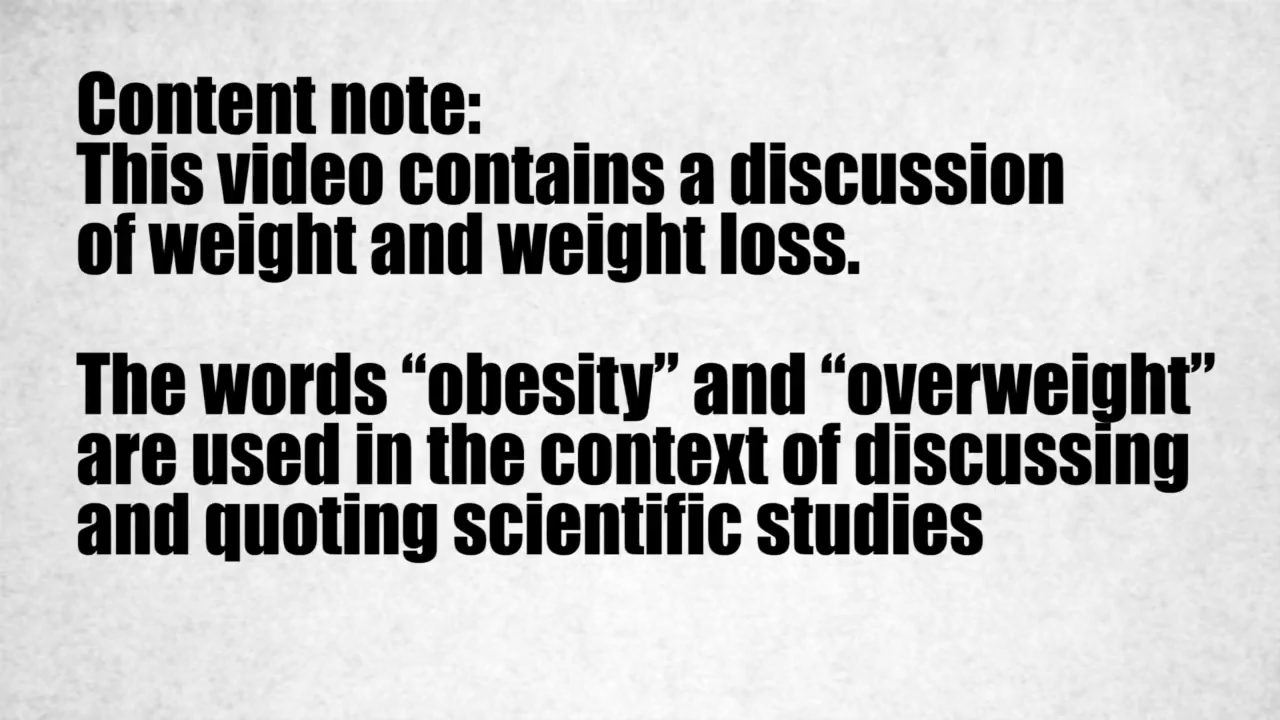 Content note:
This video contains a discussion
of weight and weight loss.
The words “obesity” and “overweight”
are used in the context of discussing
and quoting scientific studies